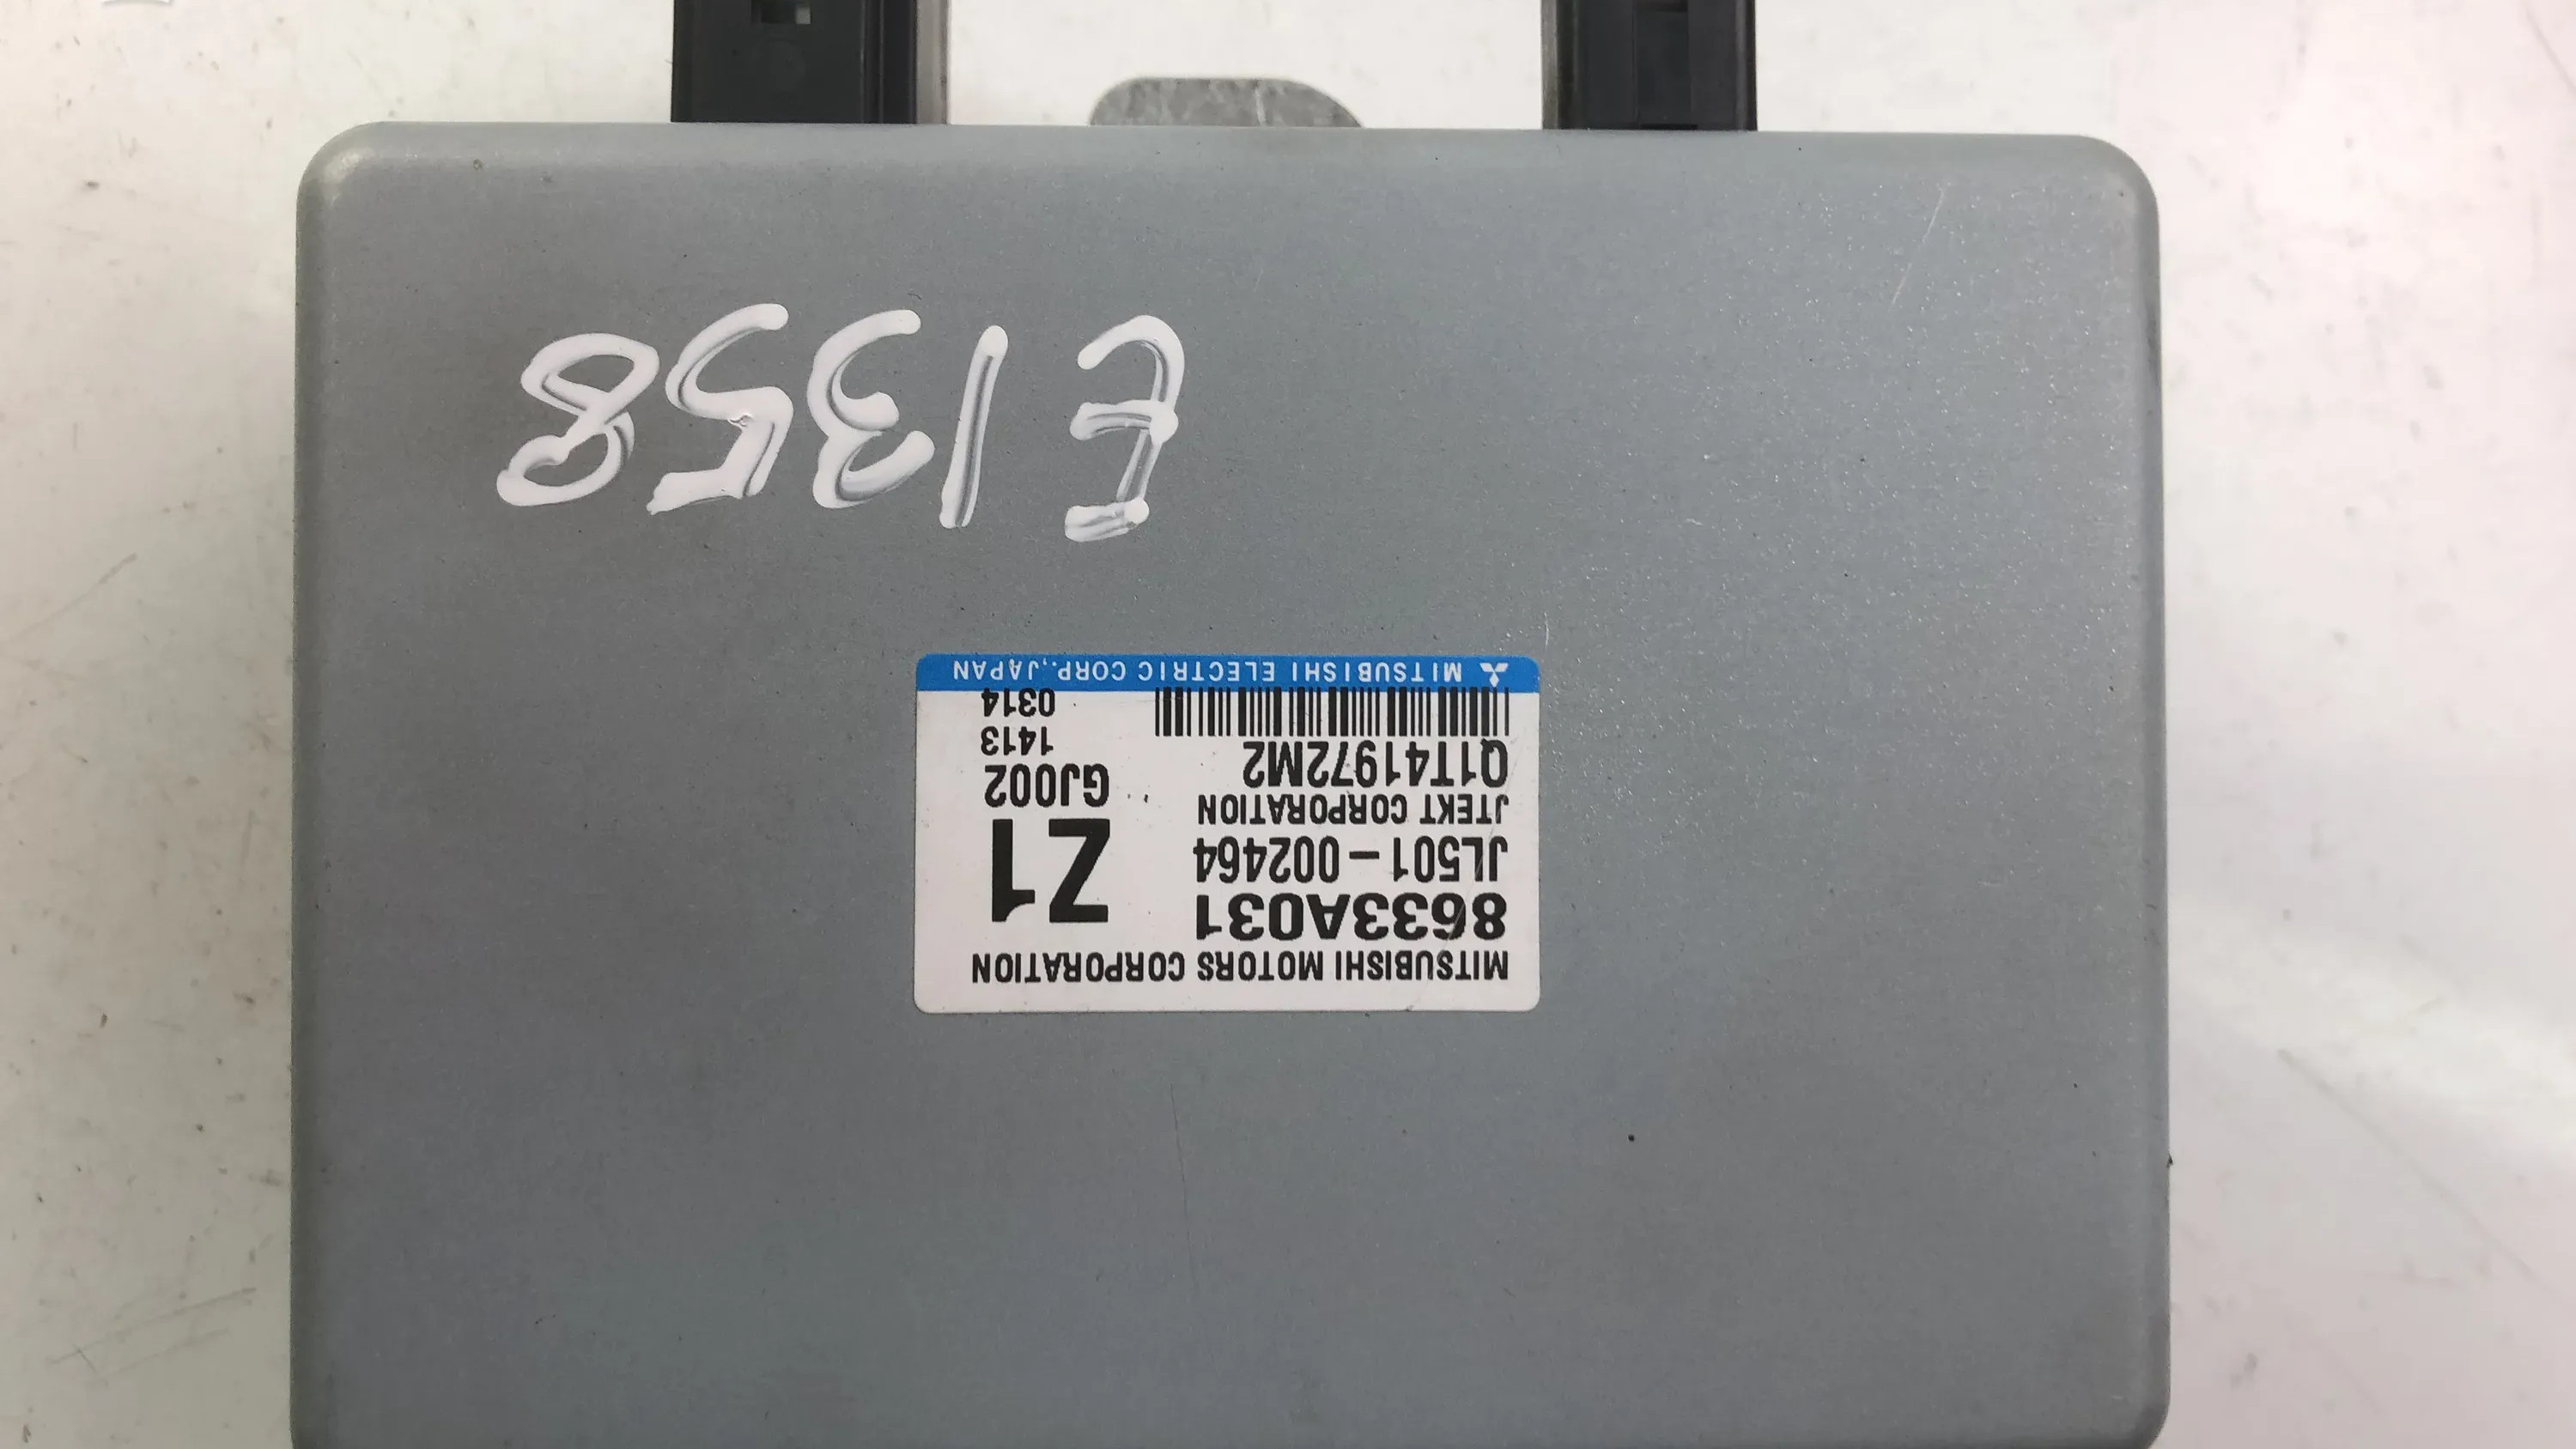 MITSUBISHI MOTORS CORPORATION
8633A031
JL501-002464
JTEKT CORPORATION
Q1T41972M2
Z1
GJ002
1413
0314
MITSUBISHI ELECTRIC CORP.,JAPAN
E1358